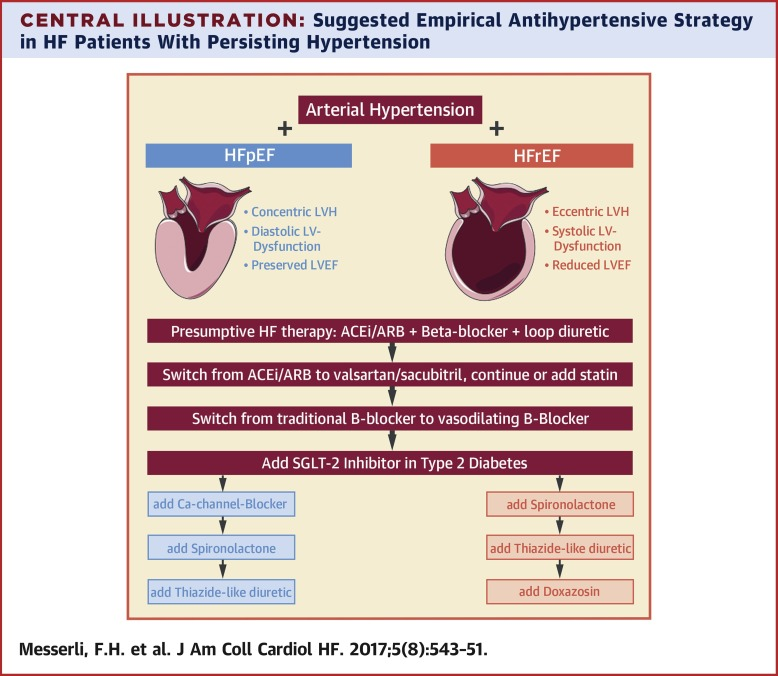 CENTRAL ILLUSTRATION: Suggested Empirical Antihypertensive Strategy
in HF Patients With Persisting Hypertension
Arterial Hypertension
+ +
HFpEF
• Concentric LVH
• Diastolic LV-
Dysfunction
• Preserved LVEF
HFrEF
• Eccentric LVH
• Systolic LV-
Dysfunction
• Reduced LVEF
Presumptive HF therapy: ACEi/ARB + Beta-blocker + loop diuretic
Switch from ACEi/ARB to valsartan/sacubitril, continue or add statin
Switch from traditional B-blocker to vasodilating B-Blocker
Add SGLT-2 Inhibitor in Type 2 Diabetes
add Ca-channel-Blocker
add Spironolactone
add Thiazide-like diuretic
add Spironolactone
add Thiazide-like diuretic
add Doxazosin
Messerli, F.H. et al. J Am Coll Cardiol HF. 2017;5(8):543–51.